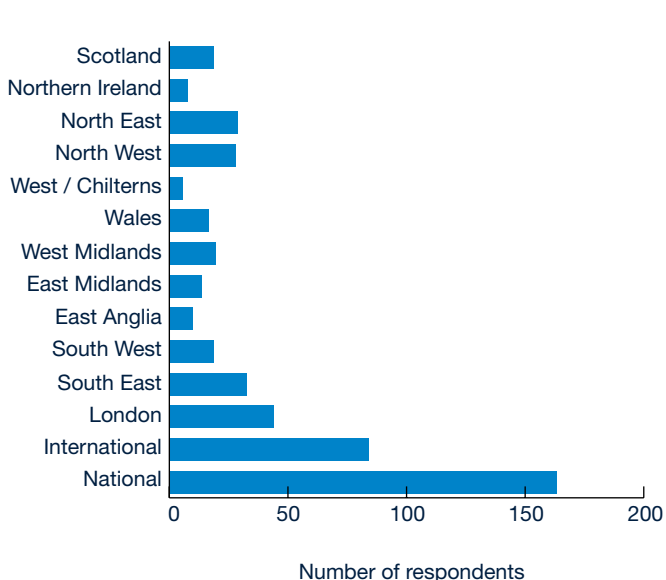 Scotland
Northern Ireland
North East
North West
West / Chilterns
Wales
West Midlands
East Midlands
East Anglia
South West
South East
London
International
National
0 50 100 150 200
Number of respondents